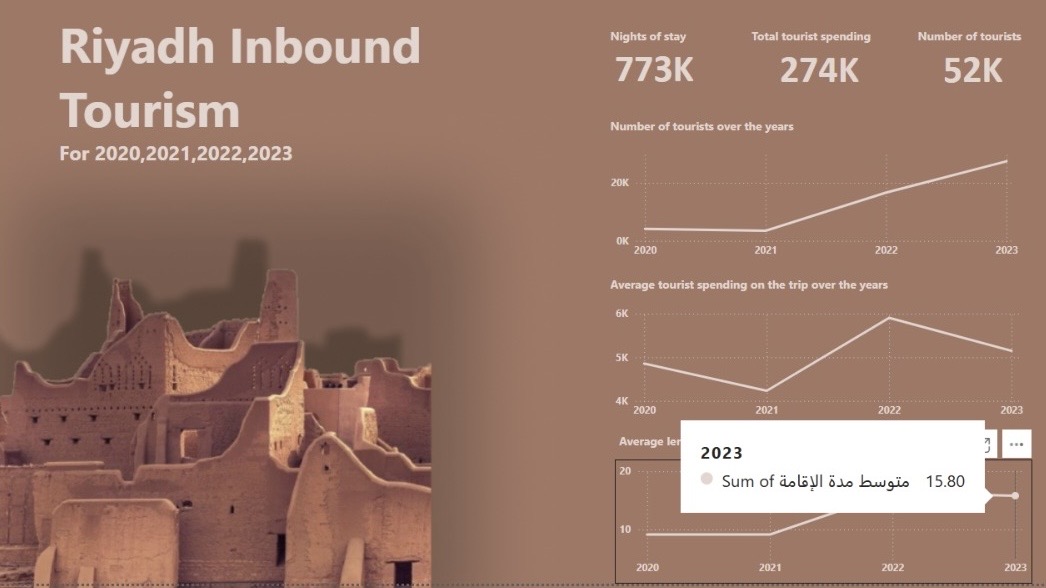 Riyadh Inbound
Tourism
For 2020,2021,2022,2023
Nights of stay
773K
Total tourist spending
274K
Number of tourists
52K
Number of tourists over the years
20K
0K
2020 2021 2022 2023
Average tourist spending on the trip over the years
6K
5K
4K
2020 2021 2022 2023
Average
2023
Sum of متوسط مدة الإقامة 15.80
20
10
2020 2021 2022 2023